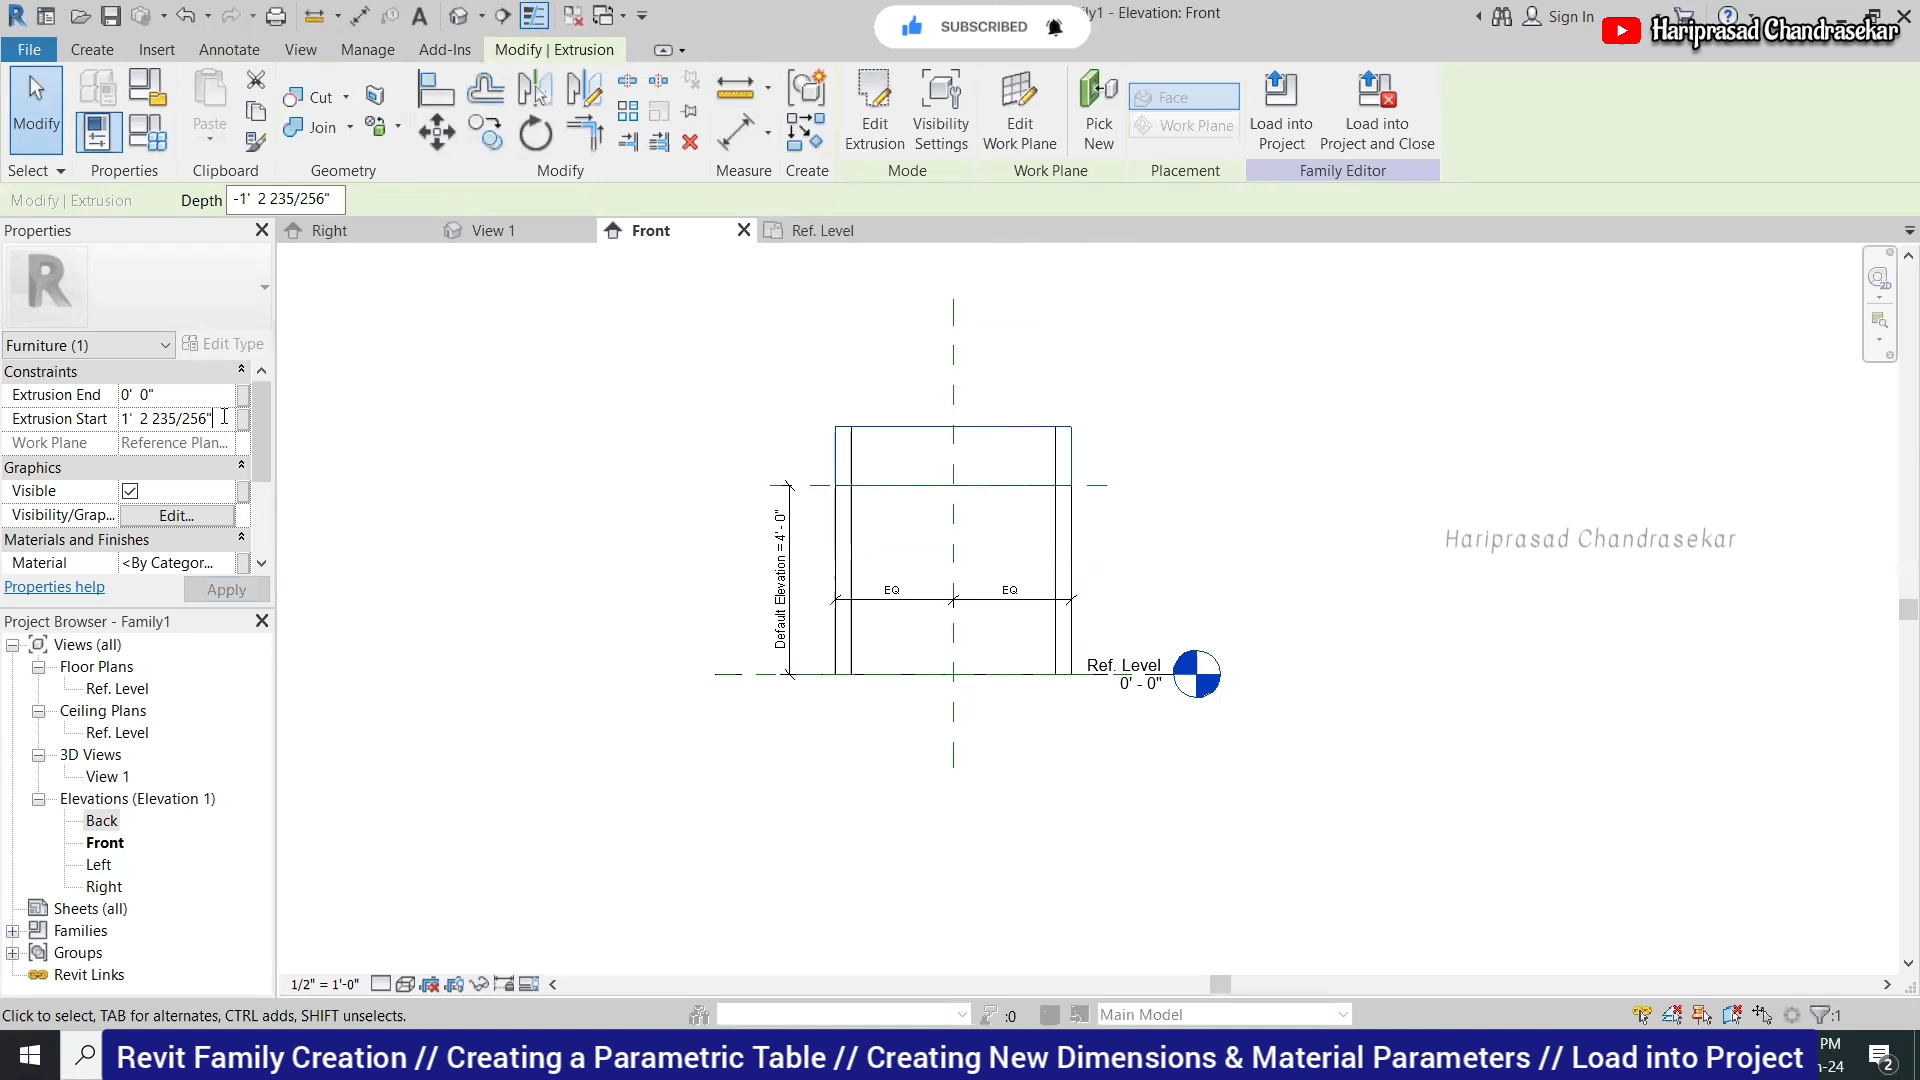 SUBSCRIBED
ly1 - Elevation: Front
Sign In
Hariprasad Chandrasekar
File
Create
Insert
Annotate
View
Manage
Add-Ins
Modify | Extrusion
Modify
Paste
Cut
Join
Edit Extrusion
Visibility Settings
Edit Work Plane
Pick New
Face
Work Plane
Load into Project
Load into Project and Close
Select
Properties
Clipboard
Geometry
Modify
Measure
Create
Mode
Work Plane
Placement
Family Editor
Modify | Extrusion
Depth
-1' 2 235/256"
Properties
Right
View 1
Front
Ref. Level
R
2D
Furniture (1)
Edit Type
Constraints
Extrusion End 0' 0"
Extrusion Start 1' 2 235/256"
Work Plane Reference Plan...
Graphics
Visible
Visibility/Grap... Edit...
Materials and Finishes
Material <By Categor...
Properties help
Apply
Default Elevation = 4' - 0"
EQ
EQ
Ref. Level
0' - 0"
Hariprasad Chandrasekar
Project Browser - Family1
Views (all)
Floor Plans
Ref. Level
Ceiling Plans
Ref. Level
3D Views
View 1
Elevations (Elevation 1)
Back
Front
Left
Right
Sheets (all)
Families
Groups
Revit Links
1/2" = 1'-0"
Click to select, TAB for alternates, CTRL adds, SHIFT unselects.
:0
Main Model
:1
Revit Family Creation // Creating a Parametric Table // Creating New Dimensions & Material Parameters // Load into Project
PM
-24
2